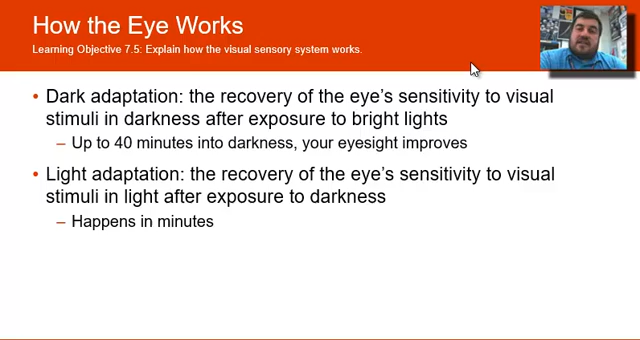 How the Eye Works
Learning Objective 7.5: Explain how the visual sensory system works.
• Dark adaptation: the recovery of the eye's sensitivity to visual
stimuli in darkness after exposure to bright lights
– Up to 40 minutes into darkness, your eyesight improves
• Light adaptation: the recovery of the eye's sensitivity to visual
stimuli in light after exposure to darkness
– Happens in minutes